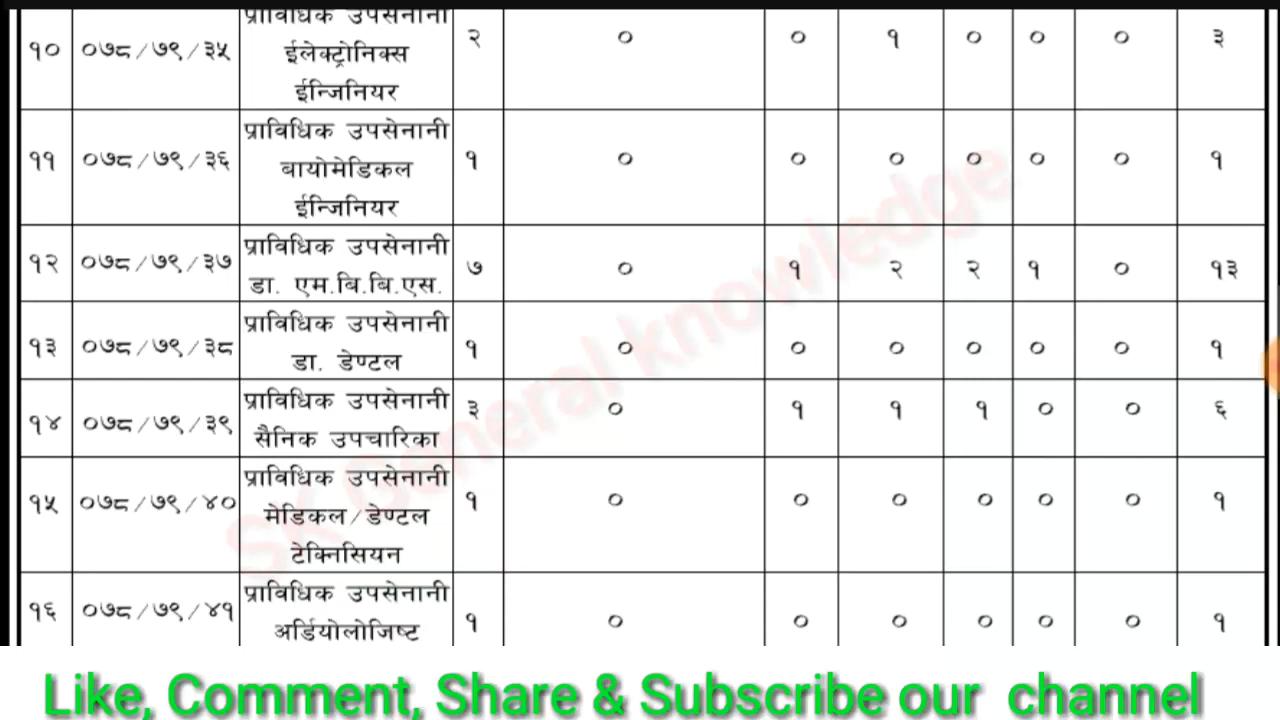 प्राविधिक उपसेनानी
१० ०७८/७९/३५ ईलेक्ट्रोनिक्स २ ० ० १ ० ० ० ३
ईन्जिनियर
प्राविधिक उपसेनानी
११ ०७८/७९/३६ बायोमेडिकल १ ० ० ० ० ० ० १
ईन्जिनियर
प्राविधिक उपसेनानी
१२ ०७८/७९/३७ ७ ० १ २ २ १ ० १३
डा. एम.बि.बि.एस.
प्राविधिक उपसेनानी
१३ ०७८/७९/३८ १ ० ० ० ० ० ० १
डा. डेण्टल
प्राविधिक उपसेनानी
१४ ०७८/७९/३९ ३ ० १ १ १ ० ० ६
सैनिक उपचारिका
प्राविधिक उपसेनानी
१५ ०७८/७९/४० मेडिकल/डेण्टल १ ० ० ० ० ० ० १
टेक्निसियन
प्राविधिक उपसेनानी
१६ ०७८/७९/४१ १ ० ० ० ० ० ० १
अर्डियोलोजिष्ट
SK General knowledge
Like, Comment, Share & Subscribe our channel